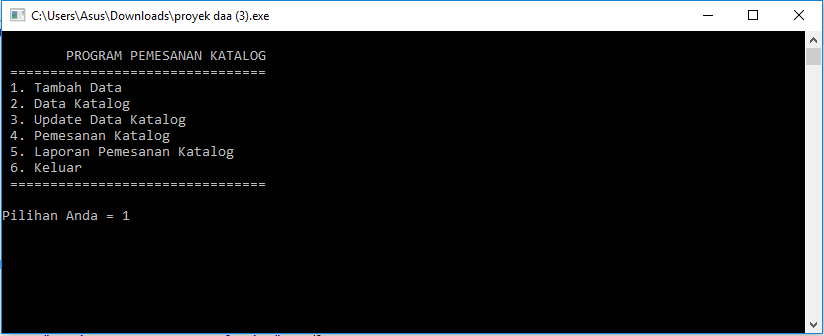 C:\Users\Asus\Downloads\proyek daa (3).exe
PROGRAM PEMESANAN KATALOG
================================
1. Tambah Data
2. Data Katalog
3. Update Data Katalog
4. Pemesanan Katalog
5. Laporan Pemesanan Katalog
6. Keluar
================================
Pilihan Anda = 1